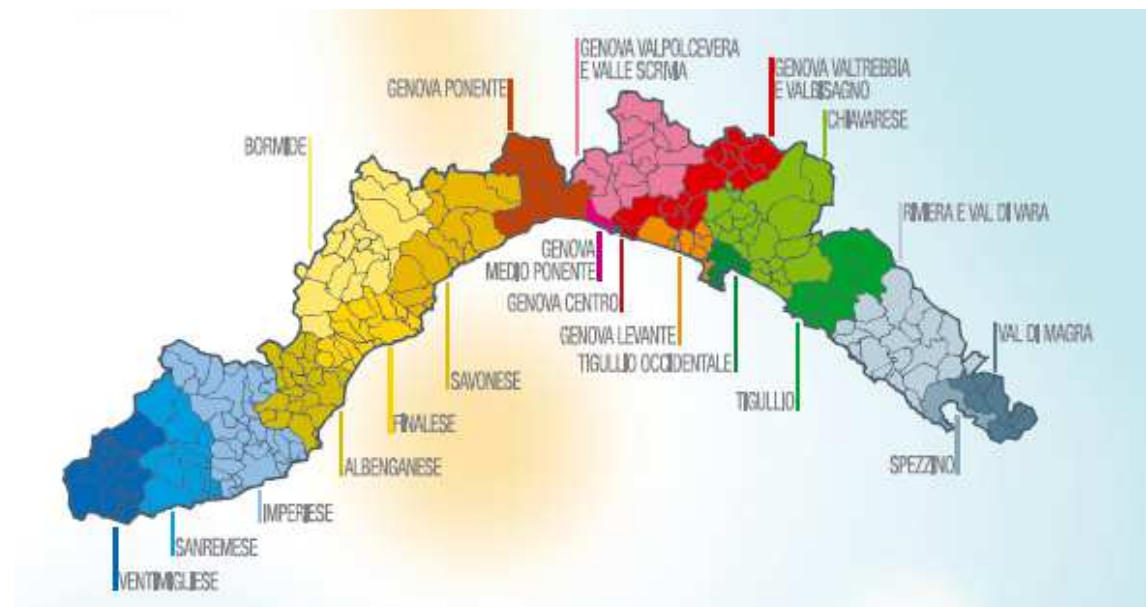 GENOVA VALPOLCEVERA
E VALLE SCRIVIA
GENOVA VALTREBBIA
E VALBISAGNO
GENOVA PONENTE
CHIAVARESE
BORMIDE
RIVIERA E VAL DI VARA
GENOVA
MEDIO PONENTE
GENOVA CENTRO
GENOVA LEVANTE
TIGULLIO OCCIDENTALE
VAL DI MAGRA
SAVONESE
TIGULLIO
FINALESE
ALBENGANESE
SPEZZINO
IMPERIESE
SANREMESE
VENTIMIGLIESE